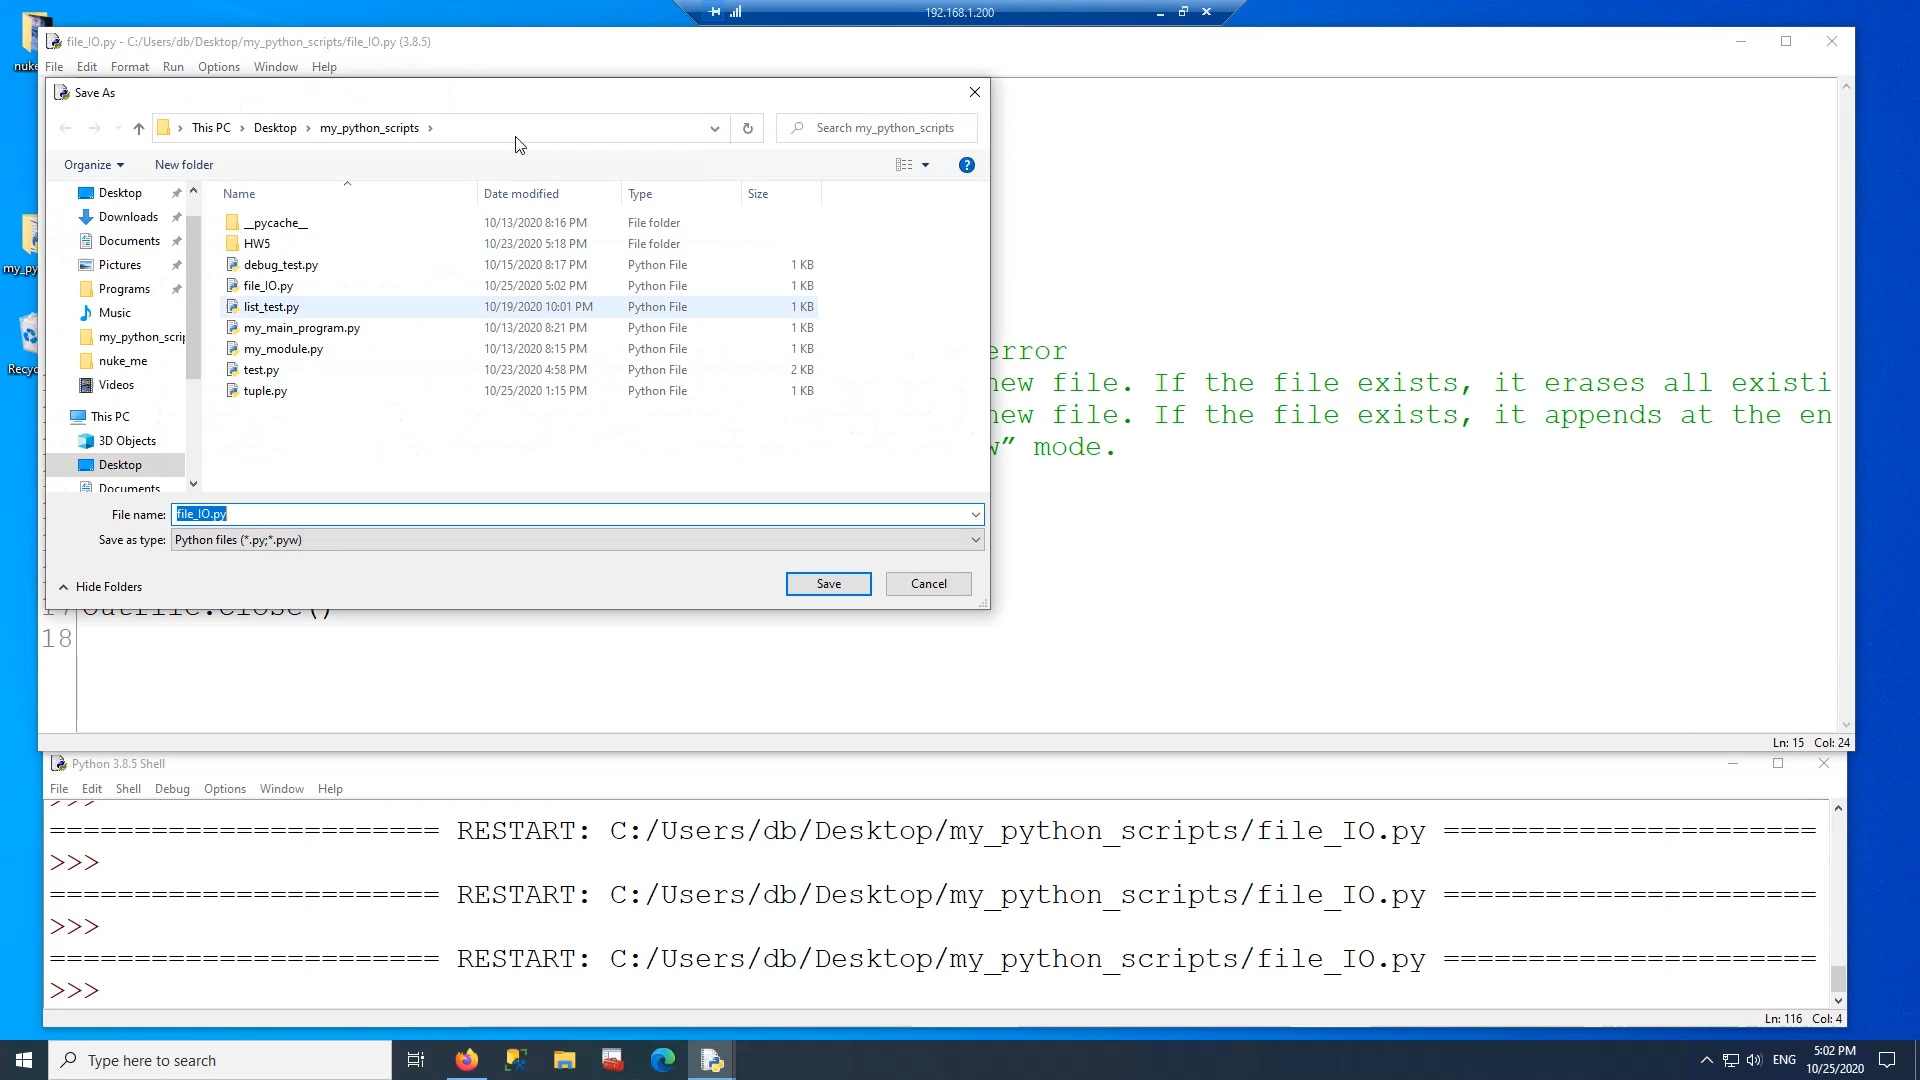 192.168.1.200
nuke
file_IO.py - C:/Users/db/Desktop/my_python_scripts/file_IO.py (3.8.5)
File Edit Format Run Options Window Help
Save As
This PC > Desktop > my_python_scripts >
Search my_python_scripts
Organize New folder
Name Date modified Type Size
Desktop
Downloads
Documents
Pictures
Programs
Music
my_python_scrip
nuke_me
Videos
This PC
3D Objects
Desktop
Documents
__pycache__ 10/13/2020 8:16 PM File folder
HW5 10/23/2020 5:18 PM File folder
debug_test.py 10/15/2020 8:17 PM Python File 1 KB
file_IO.py 10/25/2020 5:02 PM Python File 1 KB
list_test.py 10/19/2020 10:01 PM Python File 1 KB
my_main_program.py 10/13/2020 8:21 PM Python File 1 KB
my_module.py 10/13/2020 8:15 PM Python File 1 KB
test.py 10/23/2020 4:58 PM Python File 2 KB
tuple.py 10/25/2020 1:15 PM Python File 1 KB
File name: file_IO.py
Save as type: Python files (*.py;*.pyw)
Hide Folders
Save Cancel
my_py
Recyc
error
new file. If the file exists, it erases all existi
new file. If the file exists, it appends at the en
w” mode.
17 outfile.close()
18
Ln: 15 Col: 24
Python 3.8.5 Shell
File Edit Shell Debug Options Window Help
>>>
======================= RESTART: C:/Users/db/Desktop/my_python_scripts/file_IO.py ======================
>>>
======================= RESTART: C:/Users/db/Desktop/my_python_scripts/file_IO.py ======================
>>>
======================= RESTART: C:/Users/db/Desktop/my_python_scripts/file_IO.py ======================
>>>
Ln: 116 Col: 4
Type here to search
ENG
5:02 PM
10/25/2020